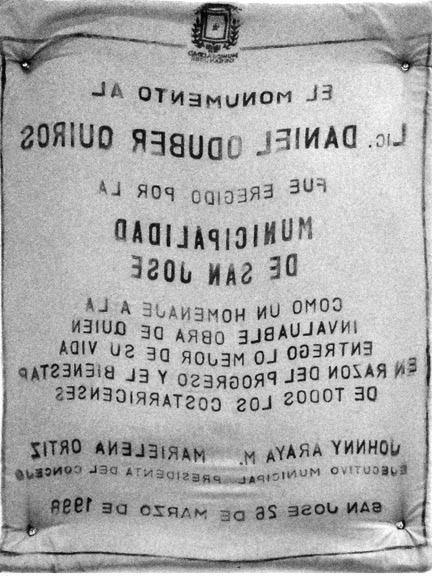 EL MONUMENTO AL
LIC. DANIEL ODUBER QUIROS
FUE EREGIDO POR LA
MUNICIPALIDAD
DE SAN JOSE
COMO UN HOMENAJE A LA
INVALUABLE OBRA DE QUIEN
ENTREGO LO MEJOR DE SU VIDA
EN RAZON DEL PROGRESO Y EL BIENESTAR
DE TODOS LOS COSTARRICENSES
JOHNNY ARAYA M. MARIELENA ORTIZ
EJECUTIVO MUNICIPAL PRESIDENTA DEL CONCEJO
SAN JOSE 26 DE MARZO DE 1998